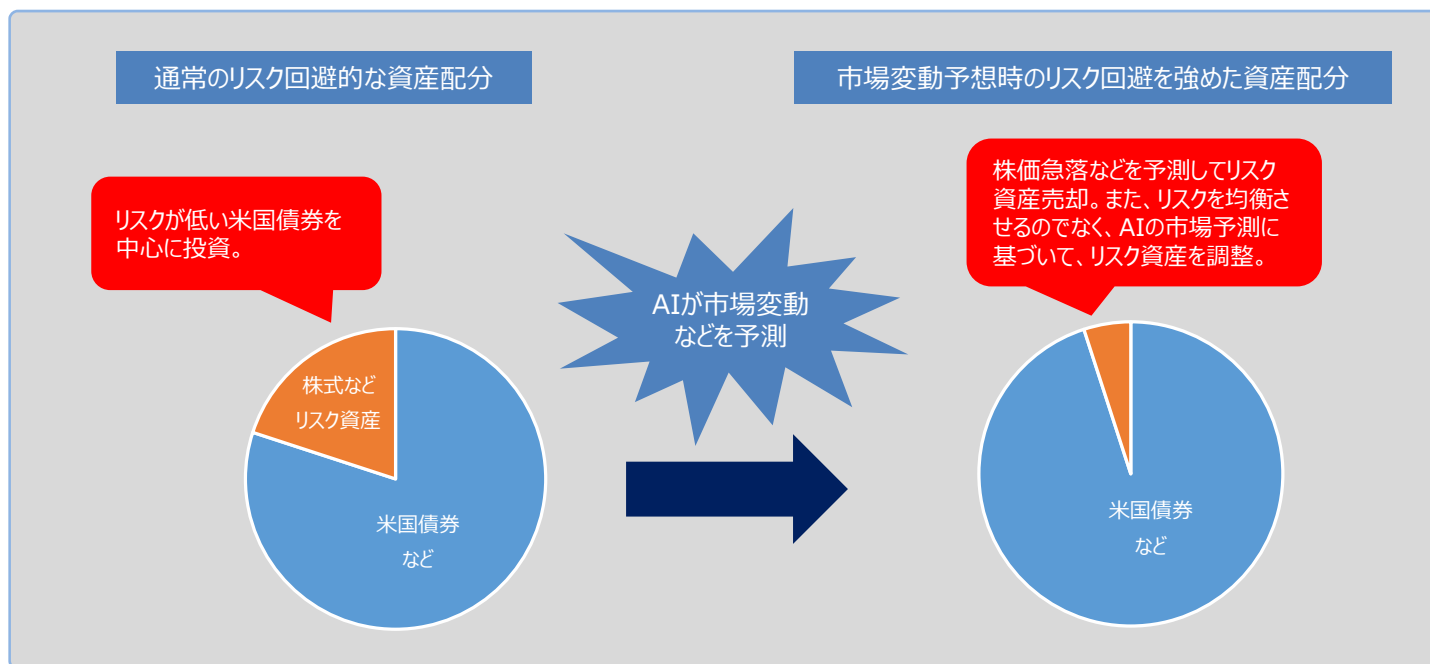 通常のリスク回避的な資産配分
市場変動予想時のリスク回避を強めた資産配分
リスクが低い米国債券を
中心に投資。
株価急落などを予測してリスク
資産売却。また、リスクを均衡さ
せるのでなく、AIの市場予測に
基づいて、リスク資産を調整。
AIが市場変動
などを予測
株式など
リスク資産
米国債券
など
米国債券
など